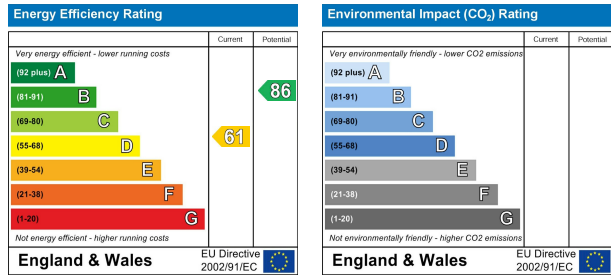 Energy Efficiency Rating
Current Potential
Very energy efficient - lower running costs
(92 plus) A
(81-91) B
(69-80) C
(55-68) D
(39-54) E
(21-38) F
(1-20) G
86
61
Not energy efficient - higher running costs
England & Wales
EU Directive
2002/91/EC
Environmental Impact (CO2) Rating
Current Potential
Very environmentally friendly - lower CO2 emissions
(92 plus) A
(81-91) B
(69-80) C
(55-68) D
(39-54) E
(21-38) F
(1-20) G
Not environmentally friendly - higher CO2 emissions
England & Wales
EU Directive
2002/91/EC